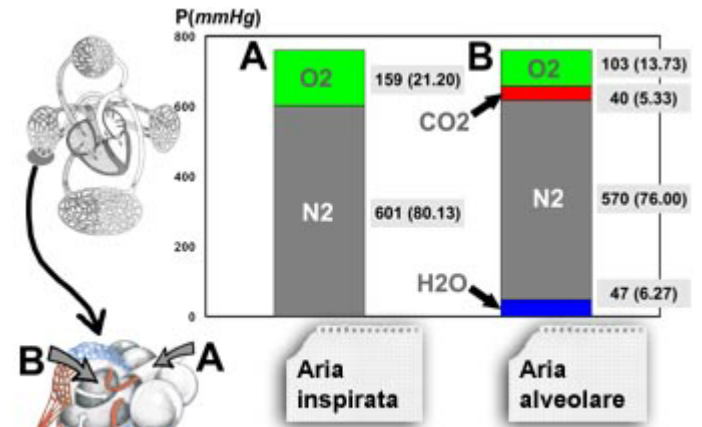 P(mmHg)
800
600
400
200
0
A
O2
159 (21.20)
N2
601 (80.13)
B
O2
103 (13.73)
CO2
40 (5.33)
N2
570 (76.00)
H2O
47 (6.27)
B
A
Aria
inspirata
Aria
alveolare